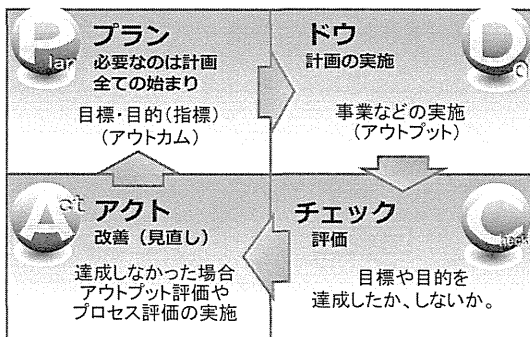 Plan
プラン
必要なのは計画
全ての始まり
目標・目的(指標)
(アウトカム)
ドウ
計画の実施
Do
事業などの実施
(アウトプット)
Act
アクト
改善(見直し)
達成しなかった場合
アウトプット評価や
プロセス評価の実施
チェック
評価
Check
目標や目的を
達成したか、しないか。